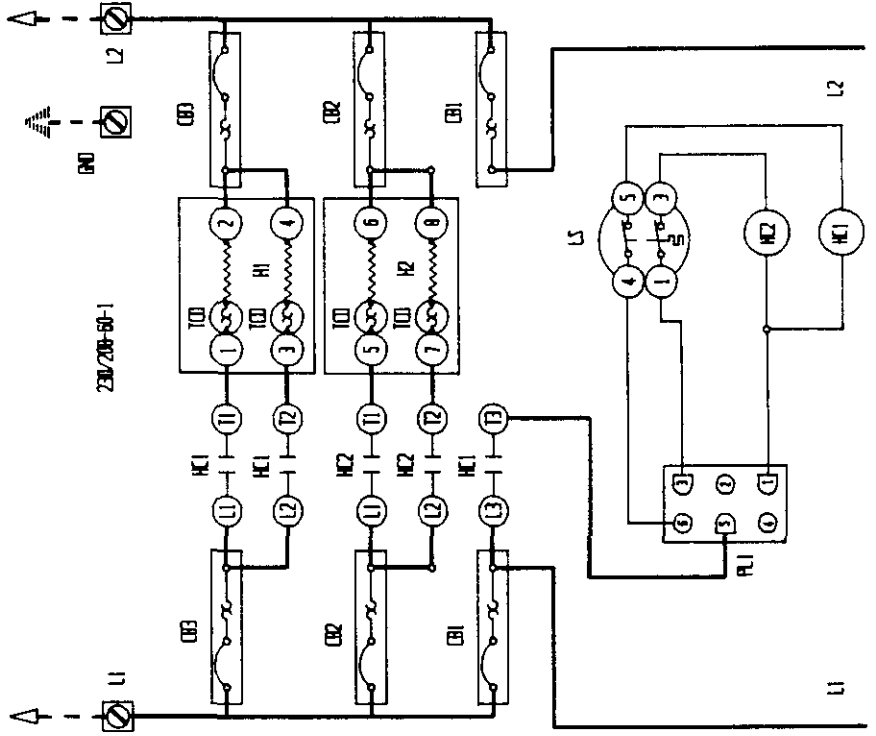 GND
L1
230/208-60-1
L2
CB3
HC1
TCO
CB3
L1
T1
1
2
HC1
TCO
H1
L2
T2
3
4
CB2
HC2
TCO
CB2
L1
T1
5
6
HC2
TCO
H2
L2
T2
7
8
CB1
HC1
CB1
L3
T3
LS
4
5
1
3
6
3
5
2
4
1
PL1
HC2
HC1
L1
L2